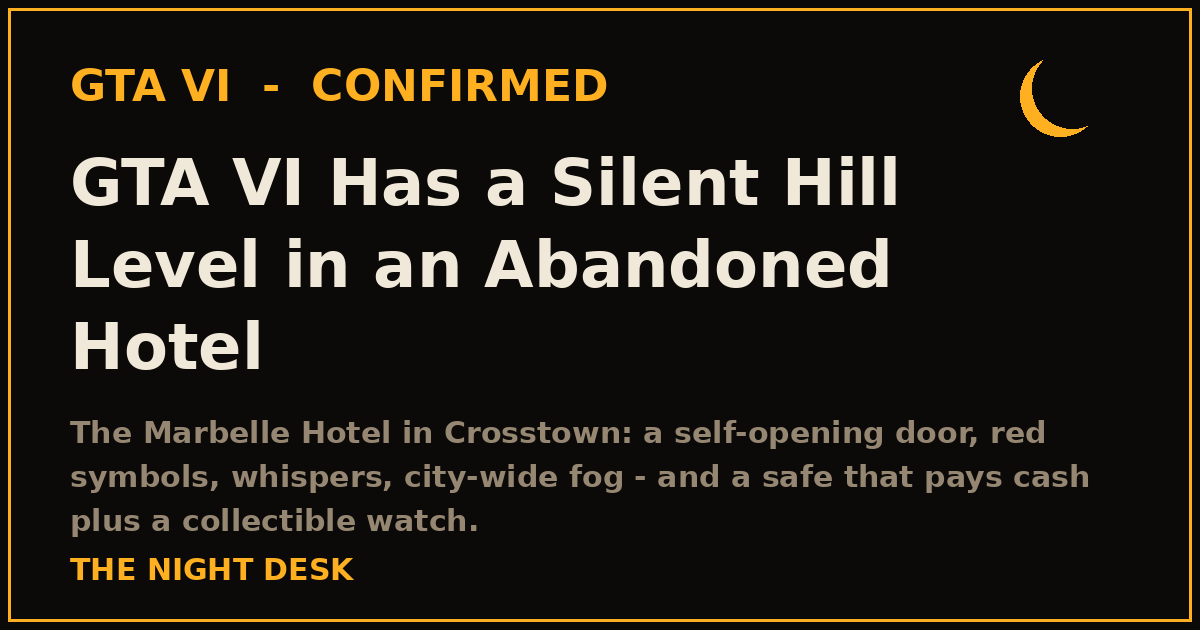 GTA VI - CONFIRMED
GTA VI Has a Silent Hill
Level in an Abandoned
Hotel
The Marbelle Hotel in Crosstown: a self-opening door, red
symbols, whispers, city-wide fog - and a safe that pays cash
plus a collectible watch.
THE NIGHT DESK